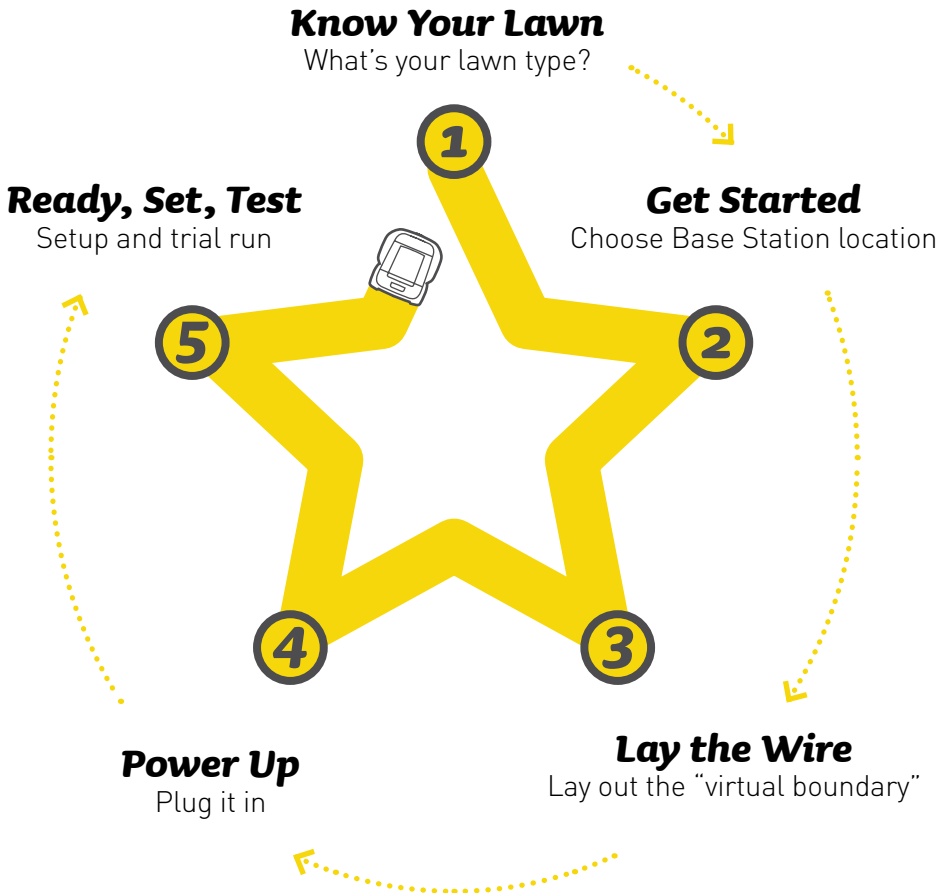 Know Your Lawn
What's your lawn type?
1
Get Started
Choose Base Station location
2
Lay the Wire
Lay out the “virtual boundary”
3
Power Up
Plug it in
4
Ready, Set, Test
Setup and trial run
5